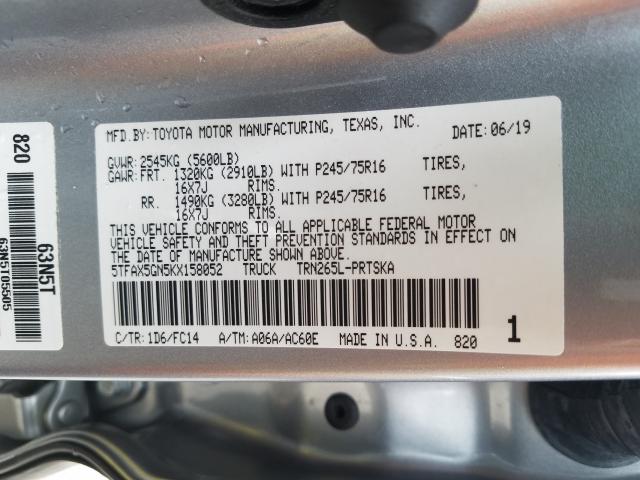 MFD.BY:TOYOTA MOTOR MANUFACTURING, TEXAS, INC. DATE:06/19
GVWR:2545KG (5600LB)
GAWR:FRT. 1320KG (2910LB) WITH P245/75R16 TIRES,
16X7J RIMS.
RR. 1490KG (3280LB) WITH P245/75R16 TIRES,
16X7J RIMS.
THIS VEHICLE CONFORMS TO ALL APPLICABLE FEDERAL MOTOR
VEHICLE SAFETY AND THEFT PREVENTION STANDARDS IN EFFECT ON
THE DATE OF MANUFACTURE SHOWN ABOVE.
5TFAX5GN5KX158052 TRUCK TRN265L-PRTSKA
C/TR:1D6/FC14 A/TM:A06A/AC60E MADE IN U.S.A. 820 1
820
63N5T
63N5T05605